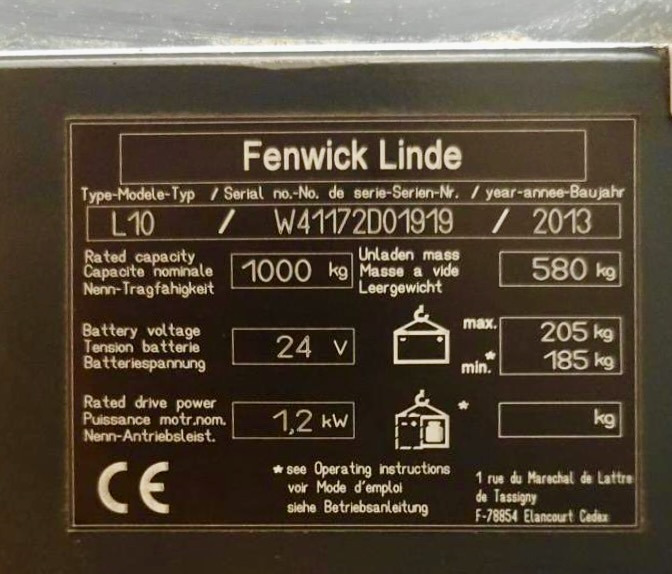 Fenwick Linde
Type-Modele-Typ / Serial no.-No. de serie-Serien-Nr. / year-annee-Baujahr
L10 / W41172D01919 / 2013
Rated capacity
Capacite nominale
Nenn-Tragfahigkeit
1000 kg
Unladen mass
Masse a vide
Leergewicht
580 kg
Battery voltage
Tension batterie
Batteriespannung
24 V
max. 205 kg
min.* 185 kg
Rated drive power
Puissance motr.nom.
Nenn-Antriebsleist.
1,2 kW
* kg
CE
* see Operating instructions
voir Mode d'emploi
siehe Betriebsanleitung
1 rue du Marechal de Lattre
de Tassigny
F-78854 Elancourt Cedex